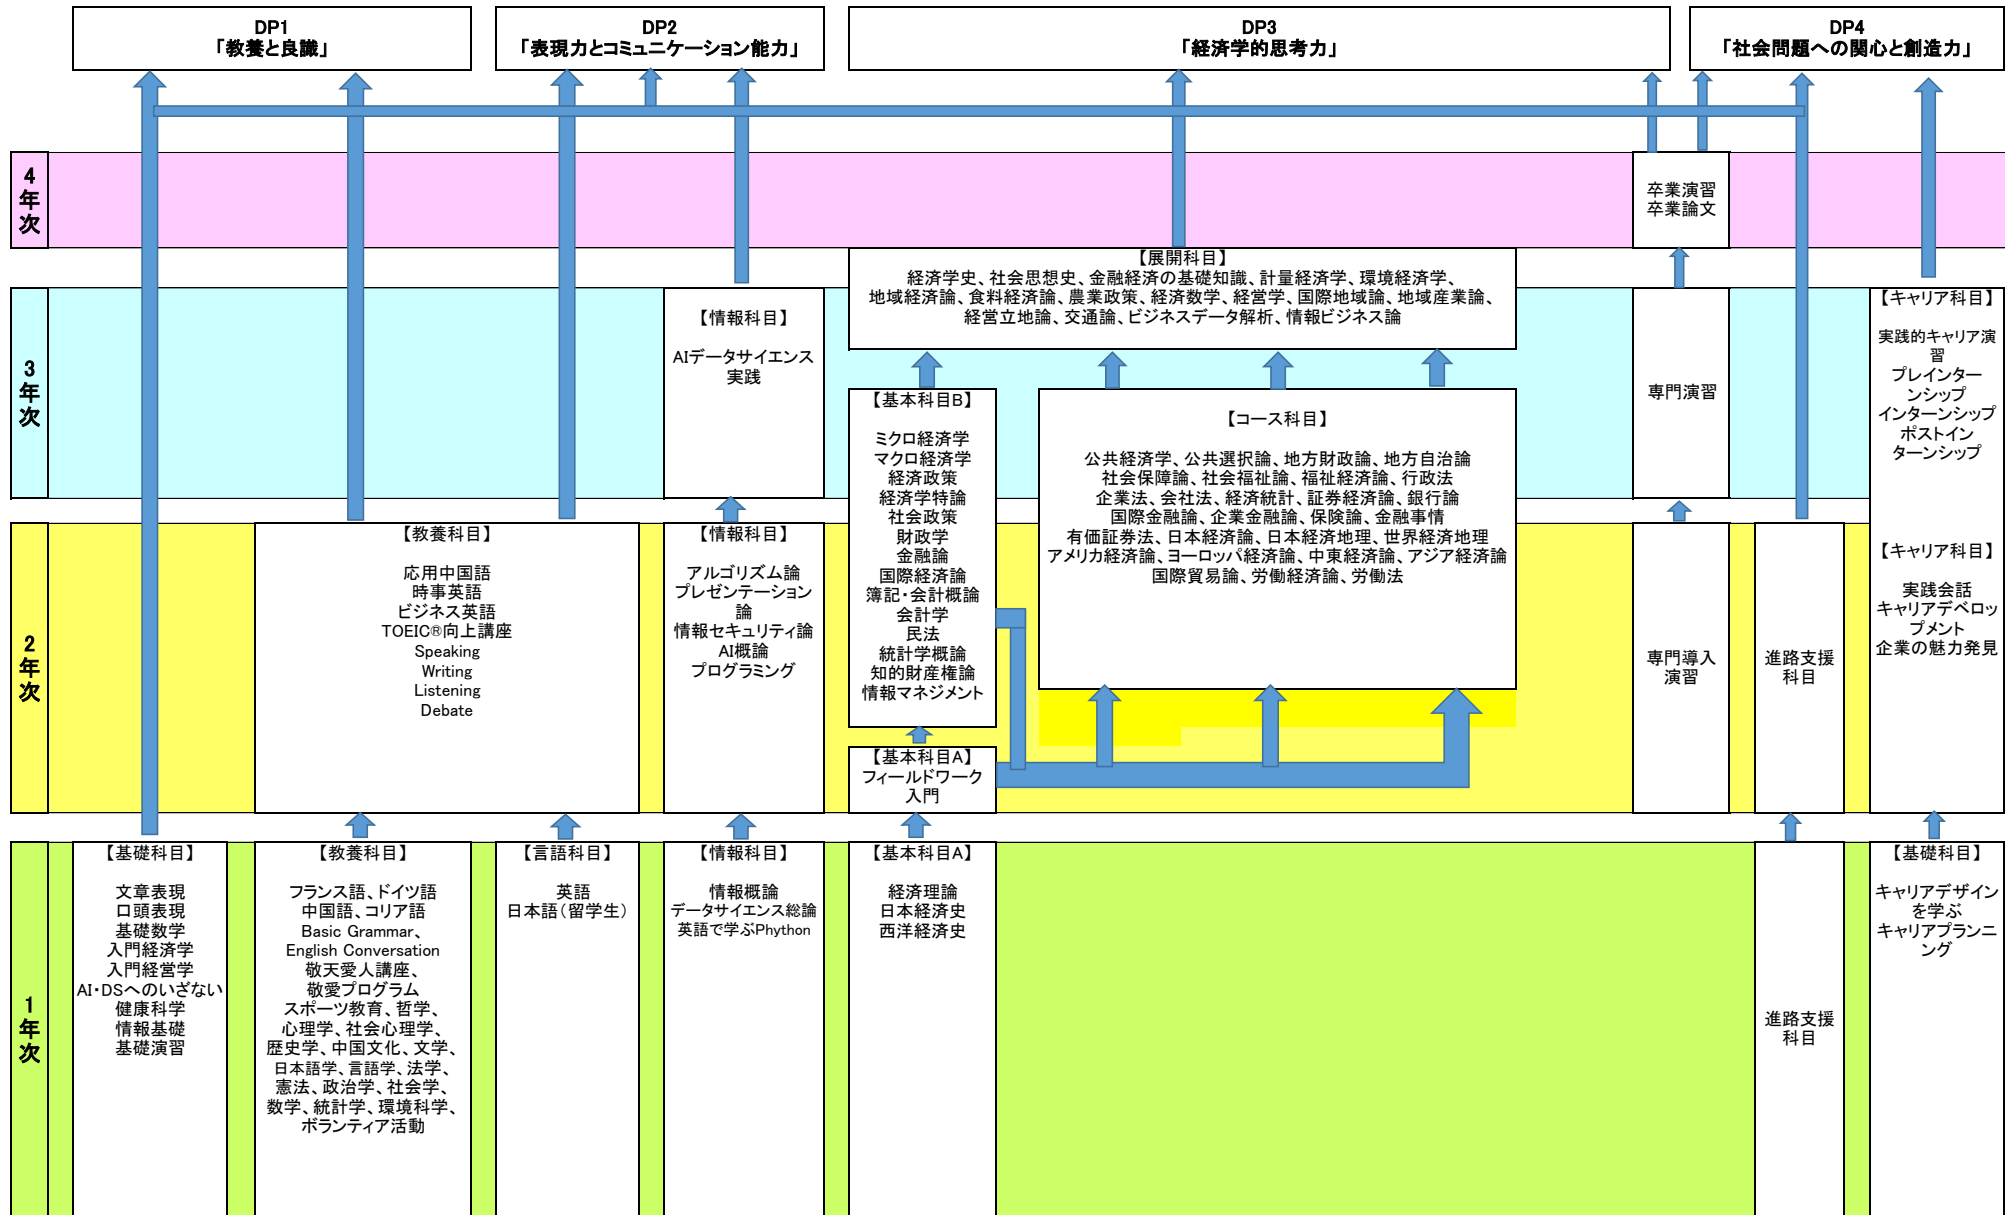 DP1
「教養と良識」
DP2
「表現力とコミュニケーション能力」
DP3
「経済学的思考力」
DP4
「社会問題への関心と創造力」
4
年
次
卒業演習
卒業論文
【展開科目】
経済学史、社会思想史、金融経済の基礎知識、計量経済学、環境経済学、
地域経済論、食料経済論、農業政策、経済数学、経営学、国際地域論、地域産業論、
経営立地論、交通論、ビジネスデータ解析、情報ビジネス論
3
年
次
【情報科目】
AIデータサイエンス
実践
【基本科目B】
ミクロ経済学
マクロ経済学
経済政策
経済学特論
社会政策
財政学
金融論
国際経済論
簿記・会計概論
会計学
民法
統計学概論
知的財産権論
情報マネジメント
【コース科目】
公共経済学、公共選択論、地方財政論、地方自治論
社会保障論、社会福祉論、福祉経済論、行政法
企業法、会社法、経済統計、証券経済論、銀行論
国際金融論、企業金融論、保険論、金融事情
有価証券法、日本経済論、日本経済地理、世界経済地理
アメリカ経済論、ヨーロッパ経済論、中東経済論、アジア経済論
国際貿易論、労働経済論、労働法
専門演習
【キャリア科目】
実践的キャリア演
習
プレインター
ンシップ
インターンシップ
ポストイン
ターンシップ
2
年
次
【教養科目】
応用中国語
時事英語
ビジネス英語
TOEIC®向上講座
Speaking
Writing
Listening
Debate
【情報科目】
アルゴリズム論
プレゼンテーション
論
情報セキュリティ論
AI概論
プログラミング
【基本科目A】
フィールドワーク
入門
専門導入
演習
進路支援
科目
【キャリア科目】
実践会話
キャリアデベロッ
プメント
企業の魅力発見
1
年
次
【基礎科目】
文章表現
口頭表現
基礎数学
入門経済学
入門経営学
AI・DSへのいざない
健康科学
情報基礎
基礎演習
【教養科目】
フランス語、ドイツ語
中国語、コリア語
Basic Grammar、
English Conversation
敬天愛人講座、
敬愛プログラム
スポーツ教育、哲学、
心理学、社会心理学、
歴史学、中国文化、文学、
日本語学、言語学、法学、
憲法、政治学、社会学、
数学、統計学、環境科学、
ボランティア活動
【言語科目】
英語
日本語（留学生）
【情報科目】
情報概論
データサイエンス総論
英語で学ぶPhython
【基本科目A】
経済理論
日本経済史
西洋経済史
進路支援
科目
【基礎科目】
キャリアデザイン
を学ぶ
キャリアプランニ
ング